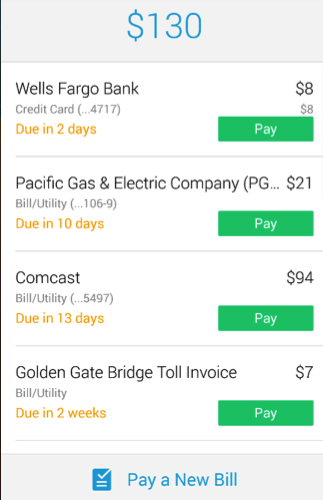 $130
Wells Fargo Bank $8
Credit Card (...4717) $8
Due in 2 days Pay
Pacific Gas & Electric Company (PG... $21
Bill/Utility (...106-9)
Due in 10 days Pay
Comcast $94
Bill/Utility (...5497)
Due in 13 days Pay
Golden Gate Bridge Toll Invoice $7
Bill/Utility
Due in 2 weeks Pay
Pay a New Bill